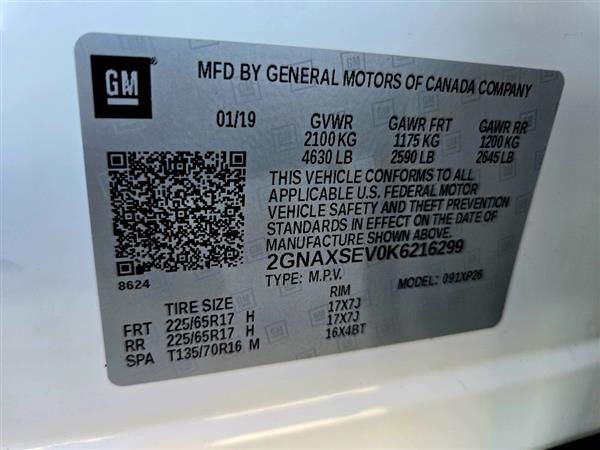 GM
MFD BY GENERAL MOTORS OF CANADA COMPANY
01/19 GVWR GAWR FRT GAWR RR
2100 KG 1175 KG 1200 KG
4630 LB 2590 LB 2645 LB
THIS VEHICLE CONFORMS TO ALL
APPLICABLE U.S. FEDERAL MOTOR
VEHICLE SAFETY AND THEFT PREVENTION
STANDARDS IN EFFECT ON THE DATE OF
MANUFACTURE SHOWN ABOVE.
2GNAXSEV0K6216299
8624 TYPE: M.P.V. MODEL: 091XP26
TIRE SIZE RIM
FRT 225/65R17 H 17X7J
RR 225/65R17 H 17X7J
SPA T135/70R16 M 16X4BT